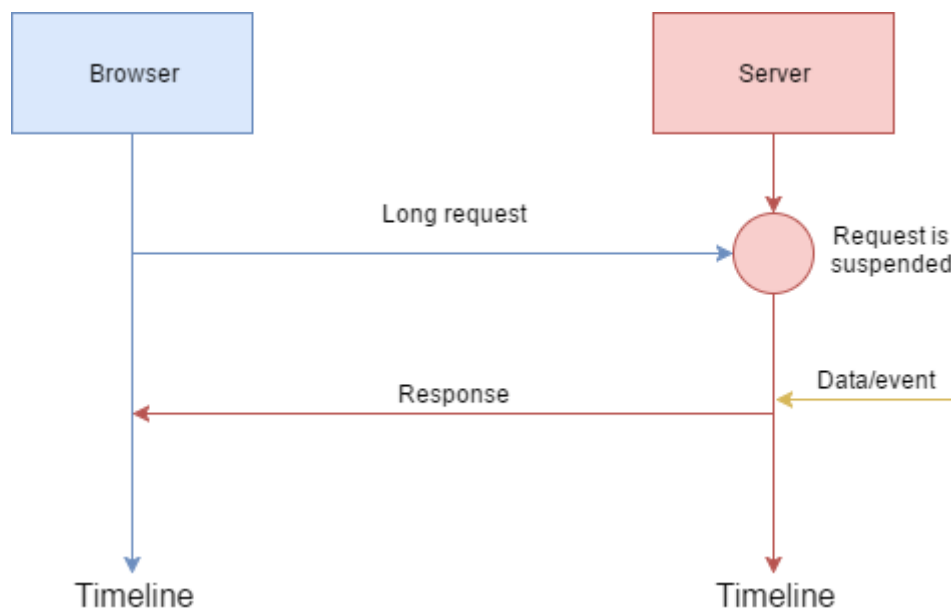 Browser
Server
Long request
Request is
suspended
Data/event
Response
Timeline
Timeline